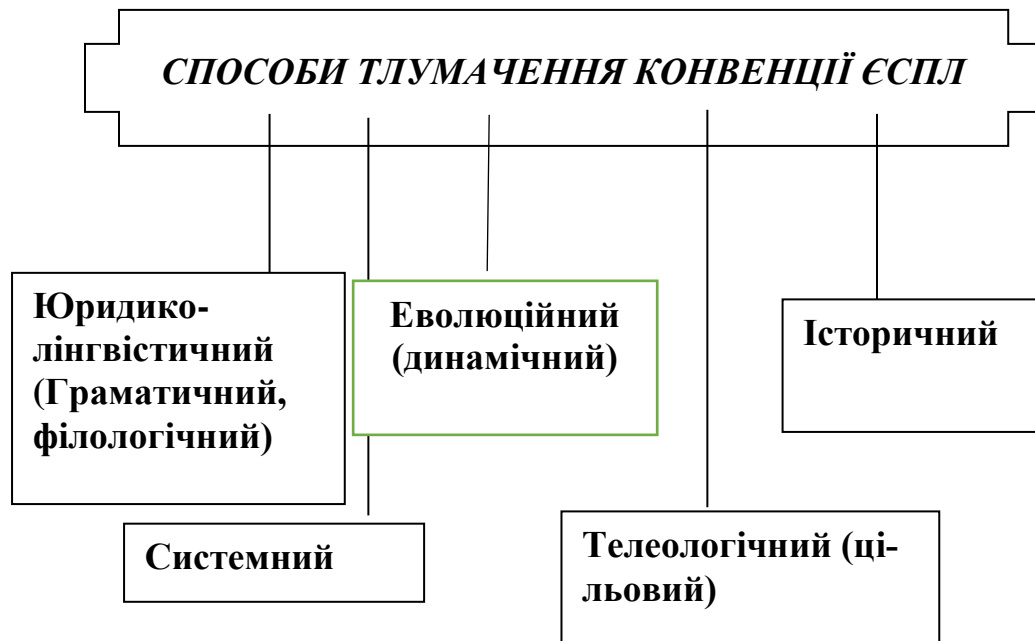 СПОСОБИ ТЛУМАЧЕННЯ КОНВЕНЦІЇ ЄСПЛ
Юридико-
лінгвістичний
(Граматичний,
філологічний)
Еволюційний
(динамічний)
Історичний
Системний
Телеологічний (ці-
льовий)